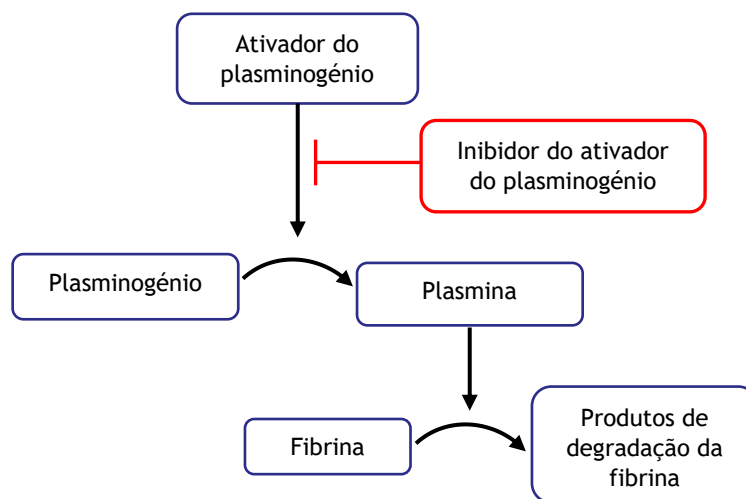 Ativador do
plasminogénio
Inibidor do ativador
do plasminogénio
Plasminogénio
Plasmina
Fibrina
Produtos de
degradação da
fibrina